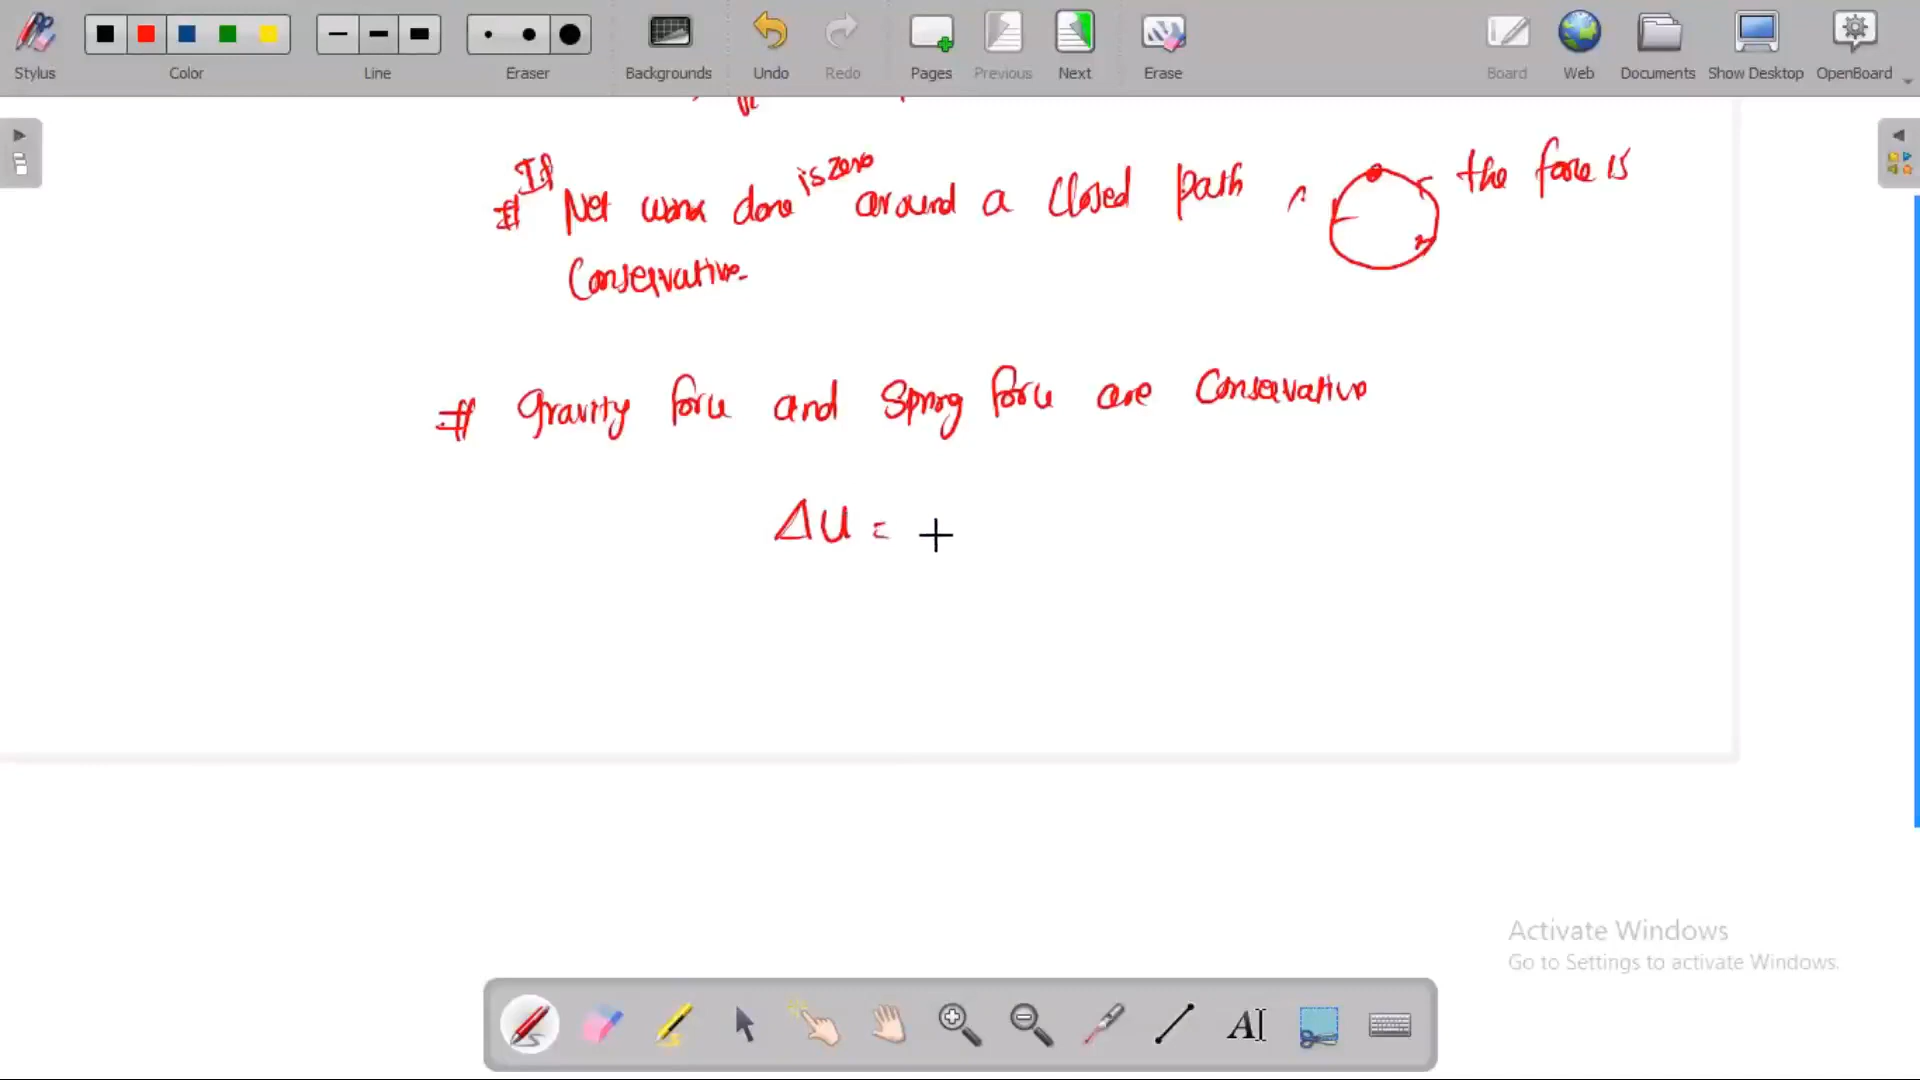 Stylus Color Line Eraser Backgrounds Undo Redo Pages Previous Next Erase Board Web Documents Show Desktop OpenBoard
# If Net work done is zero around a closed path, the force is
Conservative.
# Gravity force and Spring force are Conservative
ΔU =
Activate Windows
Go to Settings to activate Windows.
AI